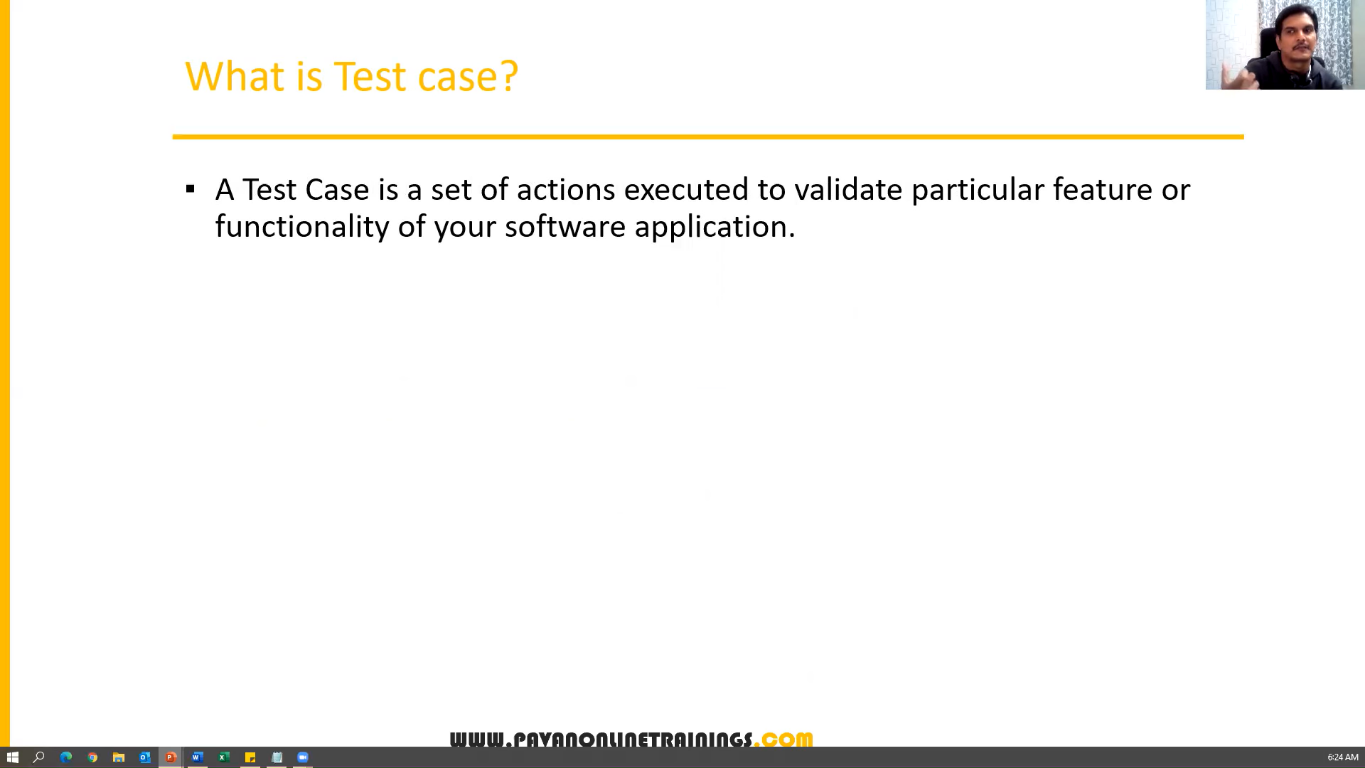 What is Test case?
▪ A Test Case is a set of actions executed to validate particular feature or
functionality of your software application.
WWW.PAVANONLINETRAININGS.COM
6:24 AM